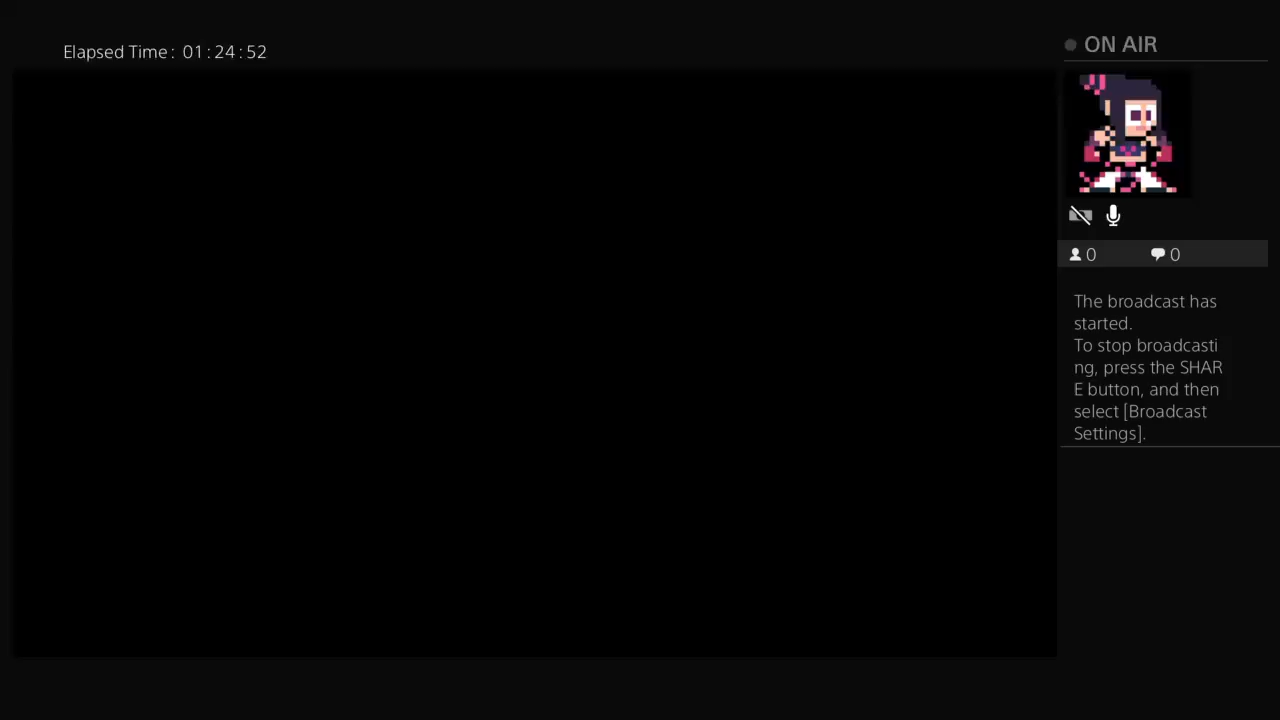 Elapsed Time: 01:24:52
ON AIR
0 0
The broadcast has
started.
To stop broadcasti
ng, press the SHAR
E button, and then
select [Broadcast
Settings].